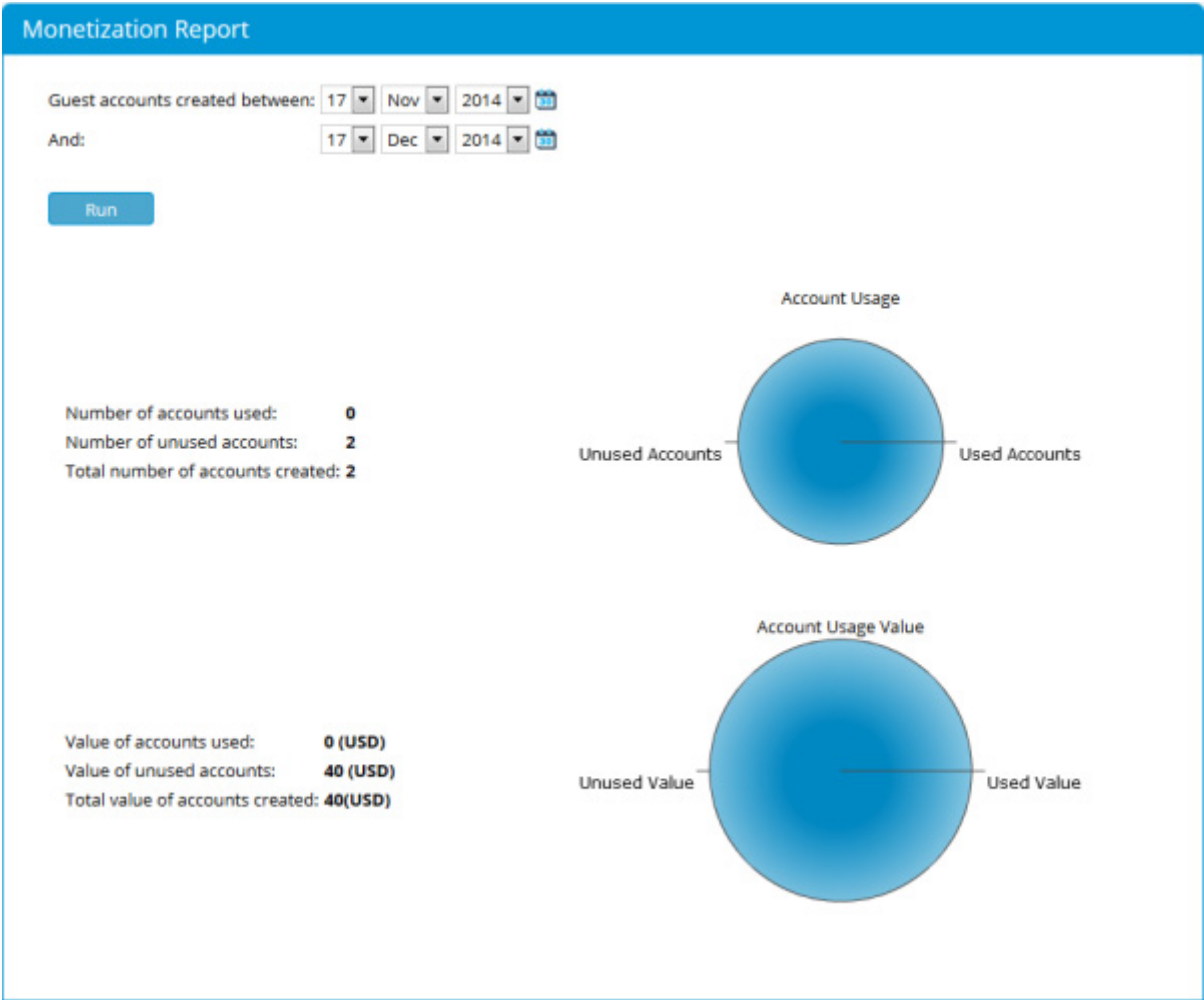 Monetization Report
Guest accounts created between: 17 Nov 2014
And: 17 Dec 2014
Run
Account Usage
Number of accounts used: 0
Number of unused accounts: 2
Total number of accounts created: 2
Unused Accounts
Used Accounts
Account Usage Value
Value of accounts used: 0 (USD)
Value of unused accounts: 40 (USD)
Total value of accounts created: 40(USD)
Unused Value
Used Value